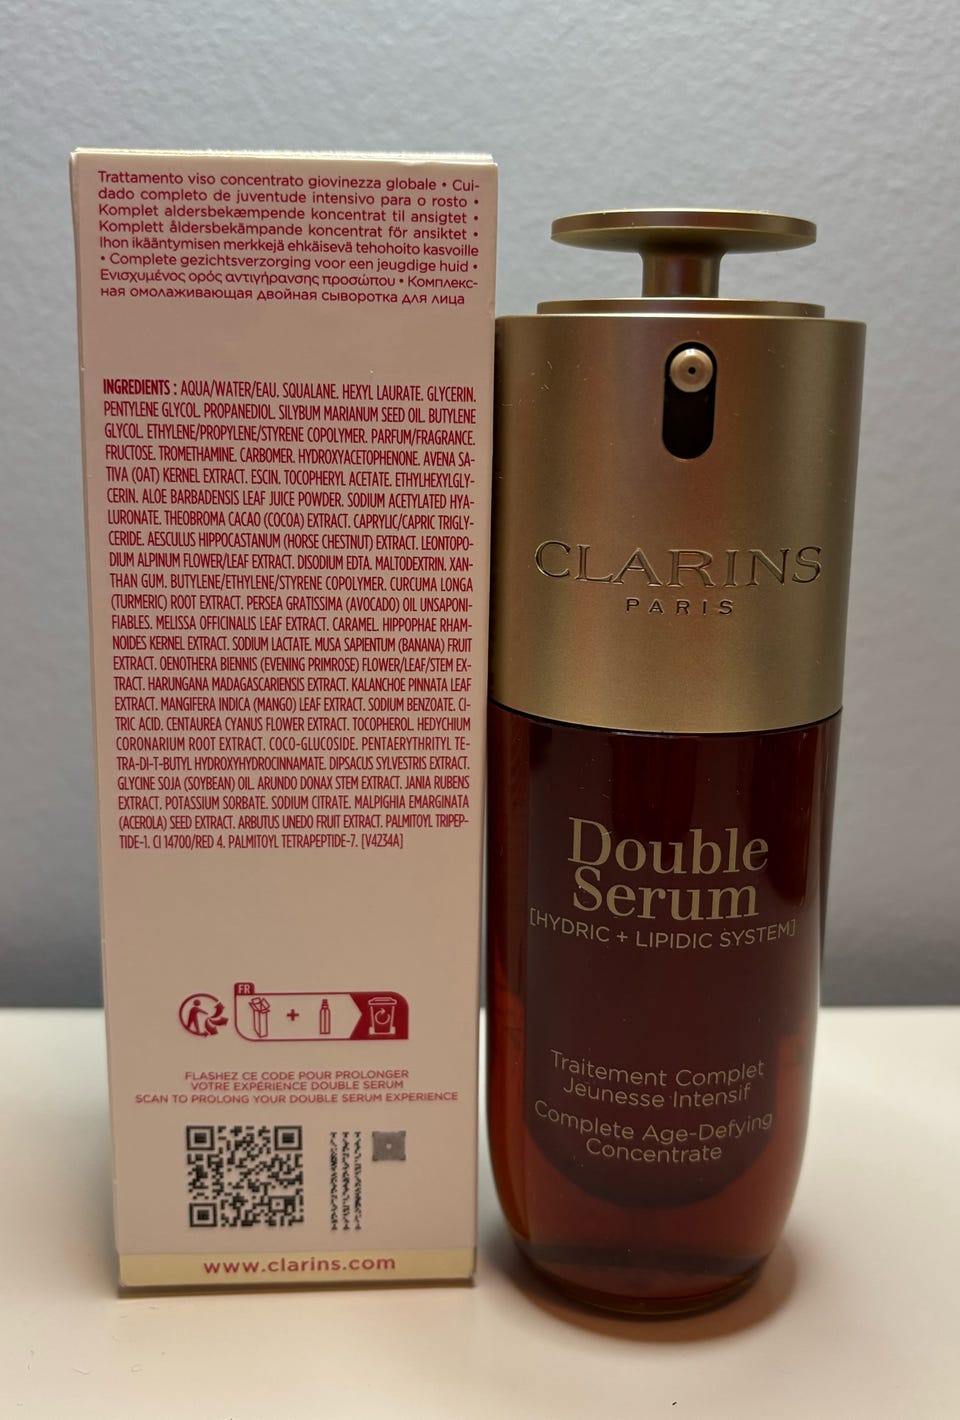 Trattamento viso concentrato giovinezza globale • Cui-
dado completo de juventude intensivo para o rosto •
Komplet aldersbekæmpende koncentrat til ansigtet •
Komplett åldersbekämpande koncentrat för ansiktet •
Ihon ikääntymisen merkkejä ehkäisevä tehohoito kasvoille
• Complete gezichtsverzorging voor een jeugdige huid •
Ενισχυμένος ορός αντιγήρανσης προσώπου • Комплекс-
ная омолаживающая двойная сыворотка для лица
INGREDIENTS : AQUA/WATER/EAU. SQUALANE. HEXYL LAURATE. GLYCERIN.
PENTYLENE GLYCOL. PROPANEDIOL. SILYBUM MARIANUM SEED OIL. BUTYLENE
GLYCOL. ETHYLENE/PROPYLENE/STYRENE COPOLYMER. PARFUM/FRAGRANCE.
FRUCTOSE. TROMETHAMINE. CARBOMER. HYDROXYACETOPHENONE. AVENA SA-
TIVA (OAT) KERNEL EXTRACT. ESCIN. TOCOPHERYL ACETATE. ETHYLHEXYLGLY-
CERIN. ALOE BARBADENSIS LEAF JUICE POWDER. SODIUM ACETYLATED HYA-
LURONATE. THEOBROMA CACAO (COCOA) EXTRACT. CAPRYLIC/CAPRIC TRIGLY-
CERIDE. AESCULUS HIPPOCASTANUM (HORSE CHESTNUT) EXTRACT. LEONTOPO-
DIUM ALPINUM FLOWER/LEAF EXTRACT. DISODIUM EDTA. MALTODEXTRIN. XAN-
THAN GUM. BUTYLENE/ETHYLENE/STYRENE COPOLYMER. CURCUMA LONGA
(TURMERIC) ROOT EXTRACT. PERSEA GRATISSIMA (AVOCADO) OIL UNSAPONI-
FIABLES. MELISSA OFFICINALIS LEAF EXTRACT. CARAMEL. HIPPOPHAE RHAM-
NOIDES KERNEL EXTRACT. SODIUM LACTATE. MUSA SAPIENTUM (BANANA) FRUIT
EXTRACT. OENOTHERA BIENNIS (EVENING PRIMROSE) FLOWER/LEAF/STEM EX-
TRACT. HARUNGANA MADAGASCARIENSIS EXTRACT. KALANCHOE PINNATA LEAF
EXTRACT. MANGIFERA INDICA (MANGO) LEAF EXTRACT. SODIUM BENZOATE. CI-
TRIC ACID. CENTAUREA CYANUS FLOWER EXTRACT. TOCOPHEROL. HEDYCHIUM
CORONARIUM ROOT EXTRACT. COCO-GLUCOSIDE. PENTAERYTHRITYL TE-
TRA-DI-T-BUTYL HYDROXYHYDROCINNAMATE. DIPSACUS SYLVESTRIS EXTRACT.
GLYCINE SOJA (SOYBEAN) OIL. ARUNDO DONAX STEM EXTRACT. JANIA RUBENS
EXTRACT. POTASSIUM SORBATE. SODIUM CITRATE. MALPIGHIA EMARGINATA
(ACEROLA) SEED EXTRACT. ARBUTUS UNEDO FRUIT EXTRACT. PALMITOYL TRIPEP-
TIDE-1. CI 14700/RED 4. PALMITOYL TETRAPEPTIDE-7. [V4234A]
FR
FLASHEZ CE CODE POUR PROLONGER
VOTRE EXPÉRIENCE DOUBLE SERUM
SCAN TO PROLONG YOUR DOUBLE SERUM EXPERIENCE
www.clarins.com
CLARINS
PARIS
Double
Serum
[HYDRIC + LIPIDIC SYSTEM]
Traitement Complet
Jeunesse Intensif
Complete Age-Defying
Concentrate